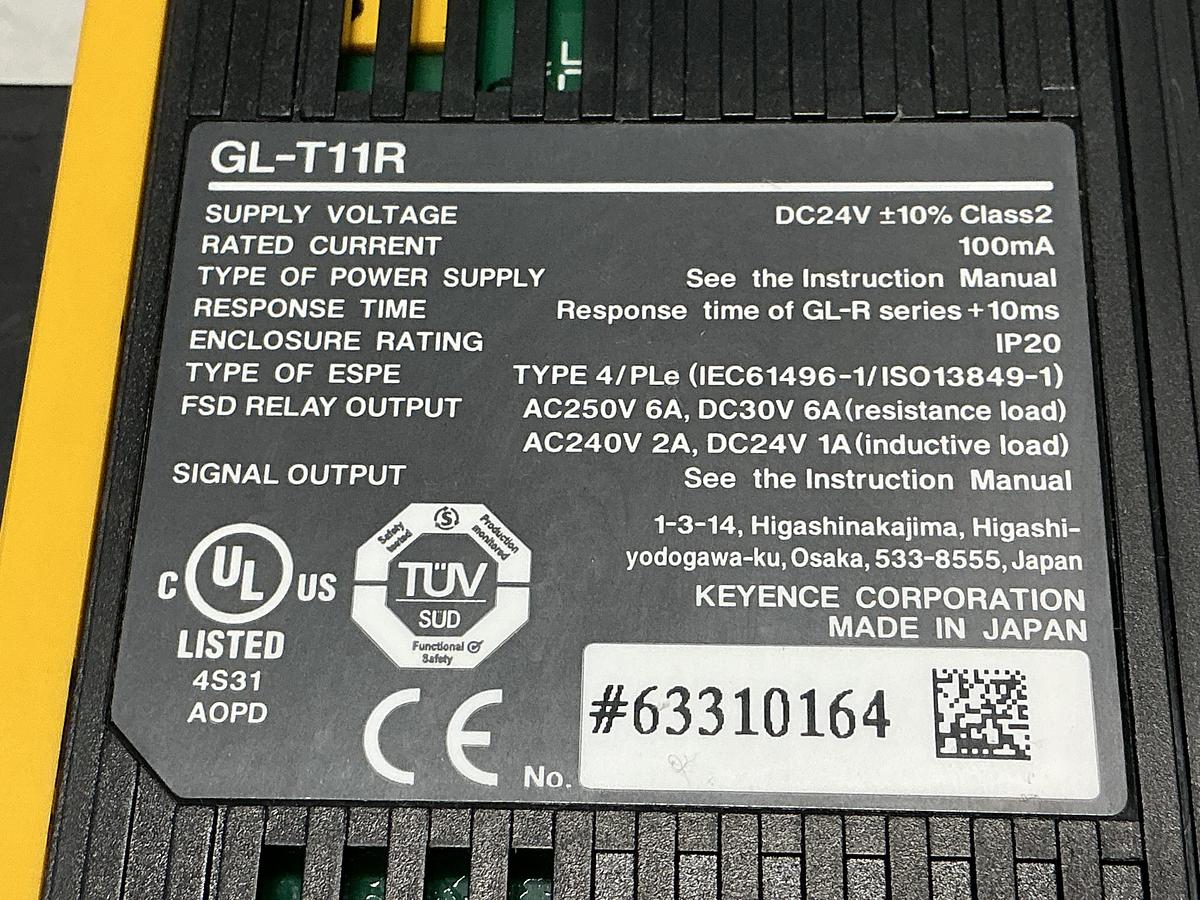 GL-T11R
SUPPLY VOLTAGE DC24V ±10% Class2
RATED CURRENT 100mA
TYPE OF POWER SUPPLY See the Instruction Manual
RESPONSE TIME Response time of GL-R series +10ms
ENCLOSURE RATING IP20
TYPE OF ESPE TYPE 4/PLe (IEC61496-1/ISO13849-1)
FSD RELAY OUTPUT AC250V 6A, DC30V 6A(resistance load)
AC240V 2A, DC24V 1A(inductive load)
SIGNAL OUTPUT See the Instruction Manual
1-3-14, Higashinakajima, Higashi-
yodogawa-ku, Osaka, 533-8555, Japan
KEYENCE CORPORATION
MADE IN JAPAN
C UL US
LISTED
4S31
AOPD
Safety tested
S
Production monitored
TÜV
SÜD
Functional
Safety
CE
No. #63310164